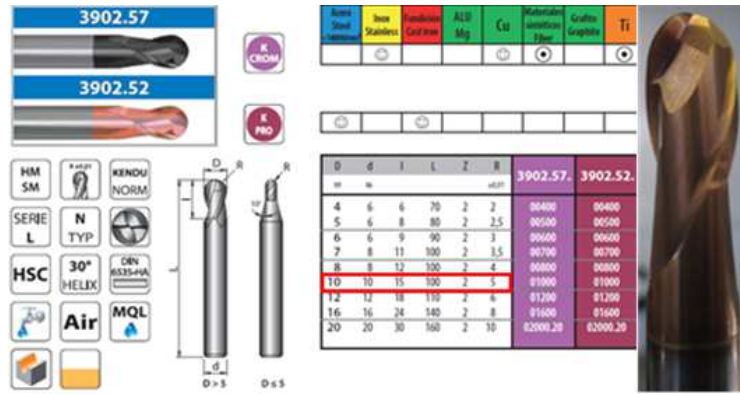 3902.57
K
CROM
3902.52
K
PRO
Acero
Steel
Inox
Stainless
Fundición
Cast Iron
ALU
Mg
Cu
Materiales
sintéticos
Fiber
Grafito
Graphite
Ti
HM
SM
R ±0,01
KENDU
NORM
SERIE
L
N
TYP
HSC
30°
HELIX
DIN
6535-HA
Air
MQL
D
R
l
L
d
D > 5
R
10°
D ≤ 5
D d l L Z R 3902.57. 3902.52.
±0,01
4 6 6 70 2 2 00400 00400
5 6 8 80 2 2,5 00500 00500
6 6 9 90 2 3 00600 00600
7 8 11 100 2 3,5 00700 00700
8 8 12 100 2 4 00800 00800
10 10 15 100 2 5 01000 01000
12 12 18 110 2 6 01200 01200
16 16 24 140 2 8 01600 01600
20 20 30 160 2 10 02000.20 02000.20